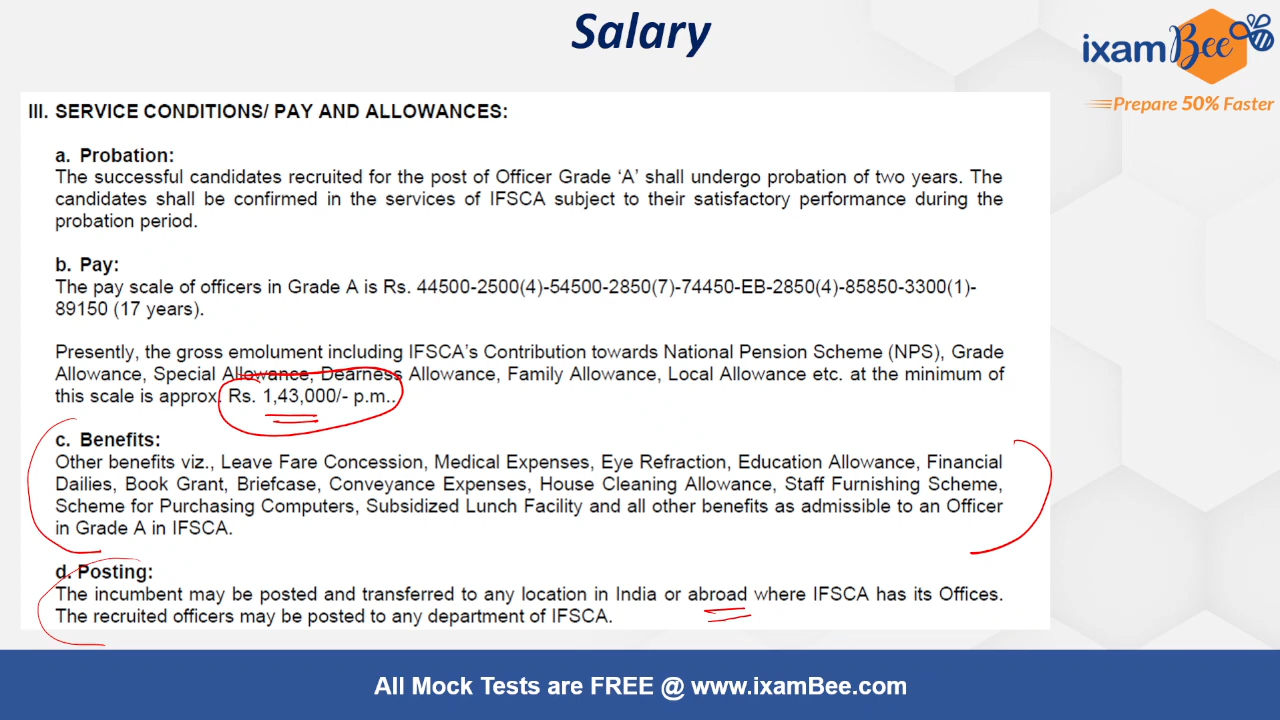 Salary
ixamBee
Prepare 50% Faster
III. SERVICE CONDITIONS/ PAY AND ALLOWANCES:
a. Probation:
The successful candidates recruited for the post of Officer Grade ‘A’ shall undergo probation of two years. The
candidates shall be confirmed in the services of IFSCA subject to their satisfactory performance during the
probation period.
b. Pay:
The pay scale of officers in Grade A is Rs. 44500-2500(4)-54500-2850(7)-74450-EB-2850(4)-85850-3300(1)-
89150 (17 years).
Presently, the gross emolument including IFSCA’s Contribution towards National Pension Scheme (NPS), Grade
Allowance, Special Allowance, Dearness Allowance, Family Allowance, Local Allowance etc. at the minimum of
this scale is approx. Rs. 1,43,000/- p.m..
c. Benefits:
Other benefits viz., Leave Fare Concession, Medical Expenses, Eye Refraction, Education Allowance, Financial
Dailies, Book Grant, Briefcase, Conveyance Expenses, House Cleaning Allowance, Staff Furnishing Scheme,
Scheme for Purchasing Computers, Subsidized Lunch Facility and all other benefits as admissible to an Officer
in Grade A in IFSCA.
d. Posting:
The incumbent may be posted and transferred to any location in India or abroad where IFSCA has its Offices.
The recruited officers may be posted to any department of IFSCA.
All Mock Tests are FREE @ www.ixamBee.com